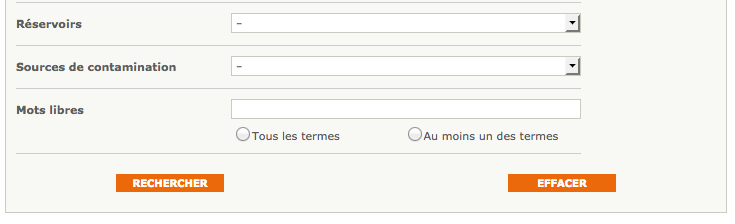 Réservoirs
–
Sources de contamination
–
Mots libres
Tous les termes Au moins un des termes
RECHERCHER EFFACER